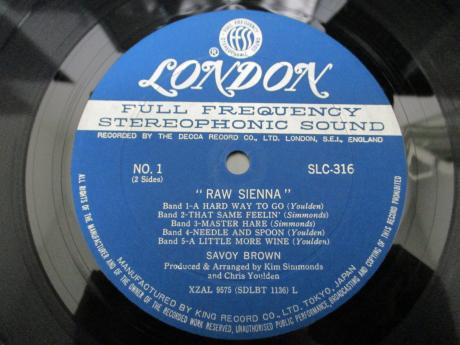 FULL FREQUENCY
®
LONDON
FULL FREQUENCY
STEREOPHONIC SOUND
RECORDED BY THE DECCA RECORD CO., LTD. LONDON, S.E.I., ENGLAND
NO. 1
(2 Sides)
SLC-316
"RAW SIENNA"
Band 1-A HARD WAY TO GO (Youlden)
Band 2-THAT SAME FEELIN' (Simmonds)
Band 3-MASTER HARE (Simmonds)
Band 4-NEEDLE AND SPOON (Youlden)
Band 5-A LITTLE MORE WINE (Youlden)
SAVOY BROWN
Produced & Arranged by Kim Simmonds
and Chris Youlden
XZAL 9575 (SDLBT 1136) L
MANUFACTURED BY KING RECORD CO., LTD. TOKYO, JAPAN
ALL RIGHTS OF THE MANUFACTURER AND OF THE OWNER OF THE RECORDED WORK RESERVED, UNAUTHORISED PUBLIC PERFORMANCE, BROADCASTING AND COPYING OF THIS RECORD PROHIBITED